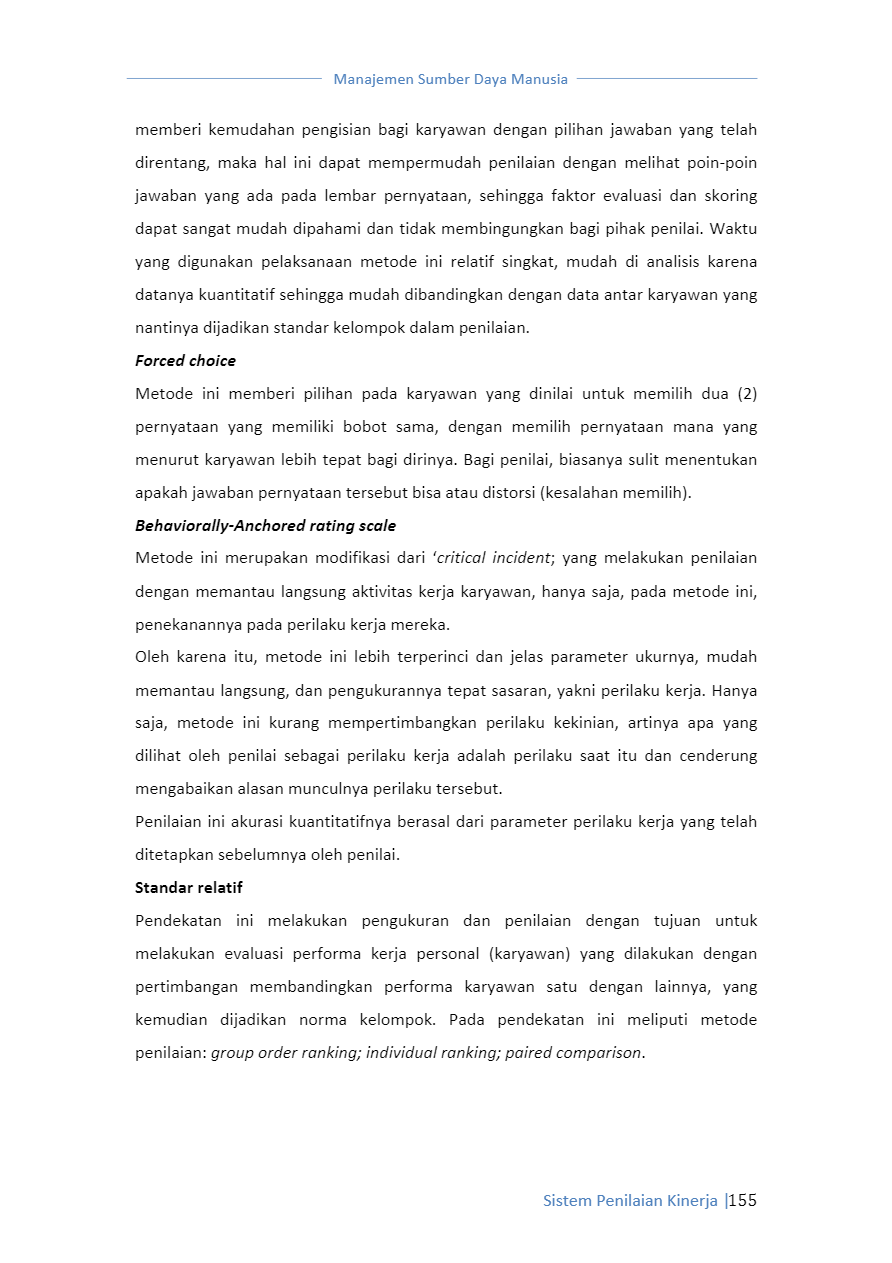 Manajemen Sumber Daya Manusia
memberi kemudahan pengisian bagi karyawan dengan pilihan jawaban yang telah
direntang, maka hal ini dapat mempermudah penilaian dengan melihat poin-poin
jawaban yang ada pada lembar pernyataan, sehingga faktor evaluasi dan skoring
dapat sangat mudah dipahami dan tidak membingungkan bagi pihak penilai. Waktu
yang digunakan pelaksanaan metode ini relatif singkat, mudah di analisis karena
datanya kuantitatif sehingga mudah dibandingkan dengan data antar karyawan yang
nantinya dijadikan standar kelompok dalam penilaian.
Forced choice
Metode ini memberi pilihan pada karyawan yang dinilai untuk memilih dua (2)
pernyataan yang memiliki bobot sama, dengan memilih pernyataan mana yang
menurut karyawan lebih tepat bagi dirinya. Bagi penilai, biasanya sulit menentukan
apakah jawaban pernyataan tersebut bisa atau distorsi (kesalahan memilih).
Behaviorally-Anchored rating scale
Metode ini merupakan modifikasi dari ‘critical incident; yang melakukan penilaian
dengan memantau langsung aktivitas kerja karyawan, hanya saja, pada metode ini,
penekanannya pada perilaku kerja mereka.
Oleh karena itu, metode ini lebih terperinci dan jelas parameter ukurnya, mudah
memantau langsung, dan pengukurannya tepat sasaran, yakni perilaku kerja. Hanya
saja, metode ini kurang mempertimbangkan perilaku kekinian, artinya apa yang
dilihat oleh penilai sebagai perilaku kerja adalah perilaku saat itu dan cenderung
mengabaikan alasan munculnya perilaku tersebut.
Penilaian ini akurasi kuantitatifnya berasal dari parameter perilaku kerja yang telah
ditetapkan sebelumnya oleh penilai.
Standar relatif
Pendekatan ini melakukan pengukuran dan penilaian dengan tujuan untuk
melakukan evaluasi performa kerja personal (karyawan) yang dilakukan dengan
pertimbangan membandingkan performa karyawan satu dengan lainnya, yang
kemudian dijadikan norma kelompok. Pada pendekatan ini meliputi metode
penilaian: group order ranking; individual ranking; paired comparison.
Sistem Penilaian Kinerja |155